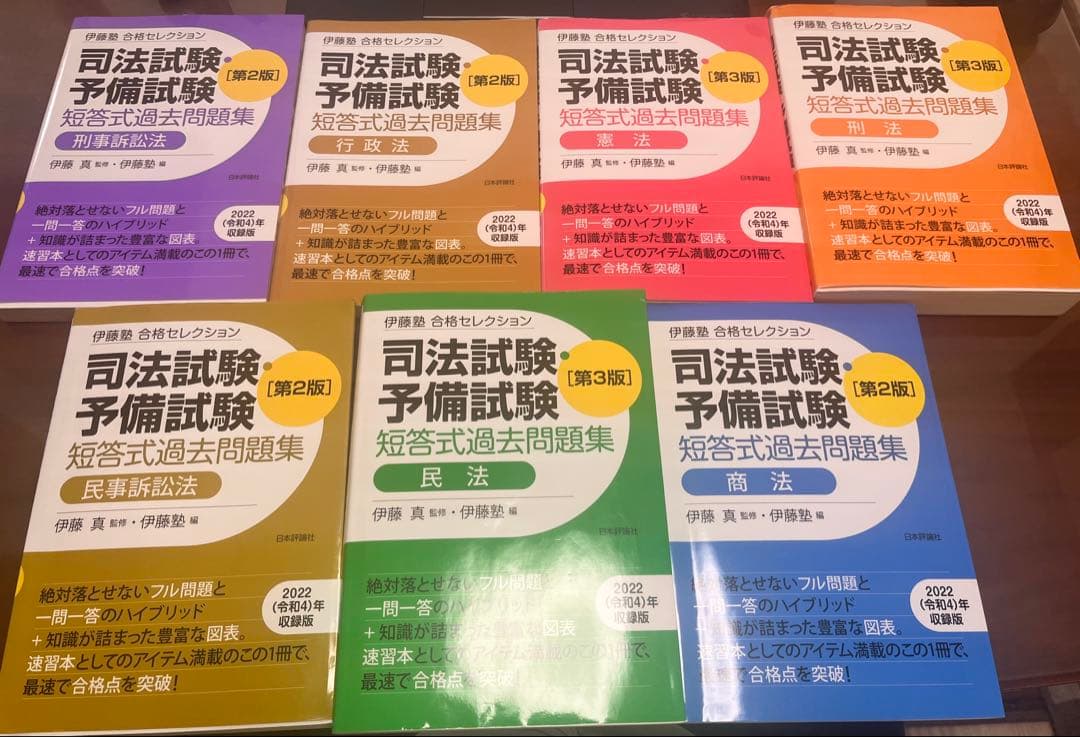 伊藤塾 合格セレクション
司法試験・
予備試験
[第2版]
短答式過去問題集
刑事訴訟法
伊藤 真 監修・伊藤塾 編
日本評論社
絶対落とせないフル問題と
一問一答のハイブリッド
+知識が詰まった豊富な図表。
速習本としてのアイテム満載のこの1冊で、
最速で合格点を突破!
2022
(令和4)年
収録版
伊藤塾 合格セレクション
司法試験・
予備試験
[第2版]
短答式過去問題集
行政法
伊藤 真 監修・伊藤塾 編
日本評論社
絶対落とせないフル問題と
一問一答のハイブリッド
+知識が詰まった豊富な図表。
速習本としてのアイテム満載のこの1冊で、
最速で合格点を突破!
2022
(令和4)年
収録版
伊藤塾 合格セレクション
司法試験・
予備試験
[第3版]
短答式過去問題集
憲法
伊藤 真 監修・伊藤塾 編
日本評論社
絶対落とせないフル問題と
一問一答のハイブリッド
+知識が詰まった豊富な図表。
速習本としてのアイテム満載のこの1冊で、
最速で合格点を突破!
2022
(令和4)年
収録版
伊藤塾 合格セレクション
司法試験・
予備試験
[第3版]
短答式過去問題集
刑法
伊藤 真 監修・伊藤塾 編
日本評論社
絶対落とせないフル問題と
一問一答のハイブリッド
+知識が詰まった豊富な図表。
速習本としてのアイテム満載のこの1冊で、
最速で合格点を突破!
2022
(令和4)年
収録版
伊藤塾 合格セレクション
司法試験・
予備試験
[第2版]
短答式過去問題集
民事訴訟法
伊藤 真 監修・伊藤塾 編
日本評論社
絶対落とせないフル問題と
一問一答のハイブリッド
+知識が詰まった豊富な図表。
速習本としてのアイテム満載のこの1冊で、
最速で合格点を突破!
2022
(令和4)年
収録版
伊藤塾 合格セレクション
司法試験・
予備試験
[第3版]
短答式過去問題集
民法
伊藤 真 監修・伊藤塾 編
日本評論社
絶対落とせないフル問題と
一問一答のハイブリッド
+知識が詰まった豊富な図表
速習本としてのアイテム満載のこの1冊で、
最速で合格点を突破!
2022
(令和4)年
収録版
伊藤塾 合格セレクション
司法試験・
予備試験
[第2版]
短答式過去問題集
商法
伊藤 真 監修・伊藤塾 編
日本評論社
絶対落とせないフル問題と
一問一答のハイブリッド
+知識が詰まった豊富な図表。
速習本としてのアイテム満載のこの1冊で、
最速で合格点を突破!
2022
(令和4)年
収録版